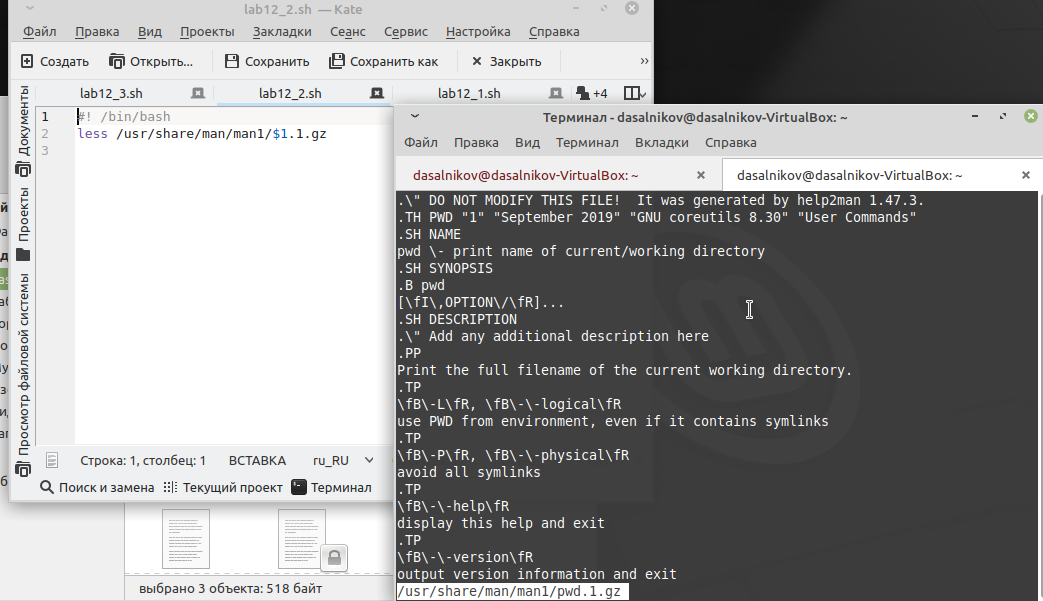 lab12_2.sh — Kate
Файл Правка Вид Проекты Закладки Сеанс Сервис Настройка Справка
Создать Открыть... Сохранить Сохранить как Закрыть »
lab12_3.sh lab12_2.sh lab12_1.sh +4
Документы
Проекты
Просмотр файловой системы
1 #! /bin/bash
2 less /usr/share/man/man1/$1.1.gz
3
Строка: 1, столбец: 1 ВСТАВКА ru_RU
Поиск и замена Текущий проект Терминал
выбрано 3 объекта: 518 байт
Терминал - dasalnikov@dasalnikov-VirtualBox: ~
Файл Правка Вид Терминал Вкладки Справка
dasalnikov@dasalnikov-VirtualBox: ~ dasalnikov@dasalnikov-VirtualBox: ~
.\" DO NOT MODIFY THIS FILE!  It was generated by help2man 1.47.3.
.TH PWD "1" "September 2019" "GNU coreutils 8.30" "User Commands"
.SH NAME
pwd \- print name of current/working directory
.SH SYNOPSIS
.B pwd
[\fI\,OPTION\/\fR]...
.SH DESCRIPTION
.\" Add any additional description here
.PP
Print the full filename of the current working directory.
.TP
\fB\-L\fR, \fB\-\-logical\fR
use PWD from environment, even if it contains symlinks
.TP
\fB\-P\fR, \fB\-\-physical\fR
avoid all symlinks
.TP
\fB\-\-help\fR
display this help and exit
.TP
\fB\-\-version\fR
output version information and exit
/usr/share/man/man1/pwd.1.gz